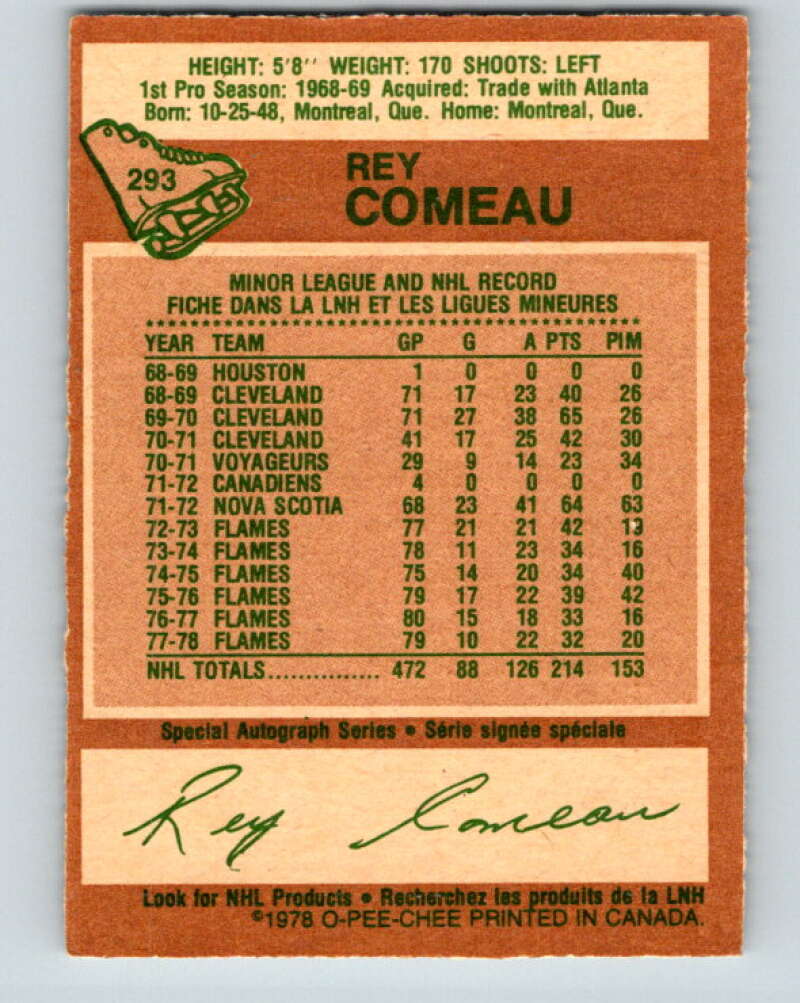 HEIGHT: 5'8'' WEIGHT: 170 SHOOTS: LEFT
1st Pro Season: 1968-69 Acquired: Trade with Atlanta
Born: 10-25-48, Montreal, Que. Home: Montreal, Que.
293
REY
COMEAU
MINOR LEAGUE AND NHL RECORD
FICHE DANS LA LNH ET LES LIGUES MINEURES
YEAR TEAM GP G A PTS PIM
68-69 HOUSTON 1 0 0 0 0
68-69 CLEVELAND 71 17 23 40 26
69-70 CLEVELAND 71 27 38 65 26
70-71 CLEVELAND 41 17 25 42 30
70-71 VOYAGEURS 29 9 14 23 34
71-72 CANADIENS 4 0 0 0 0
71-72 NOVA SCOTIA 68 23 41 64 63
72-73 FLAMES 77 21 21 42 19
73-74 FLAMES 78 11 23 34 16
74-75 FLAMES 75 14 20 34 40
75-76 FLAMES 79 17 22 39 42
76-77 FLAMES 80 15 18 33 16
77-78 FLAMES 79 10 22 32 20
NHL TOTALS............... 472 88 126 214 153
Special Autograph Series • Série signée spéciale
Rey Comeau
Look for NHL Products • Recherchez les produits de la LNH
©1978 O-PEE-CHEE PRINTED IN CANADA.